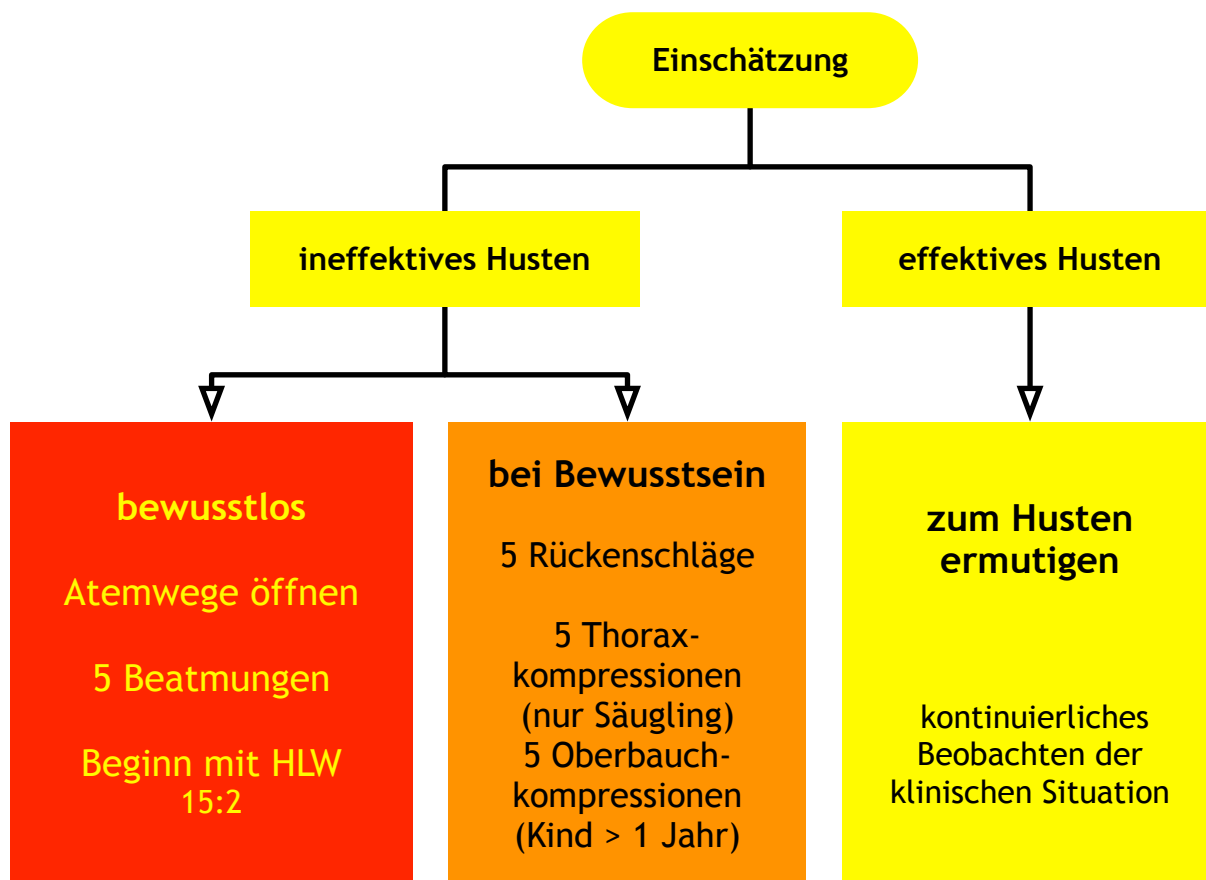 Einschätzung
ineffektives Husten
effektives Husten
bewusstlos
Atemwege öffnen
5 Beatmungen
Beginn mit HLW
15:2
bei Bewusstsein
5 Rückenschläge
5 Thorax-
kompressionen
(nur Säugling)
5 Oberbauch-
kompressionen
(Kind > 1 Jahr)
zum Husten
ermutigen
kontinuierliches
Beobachten der
klinischen Situation